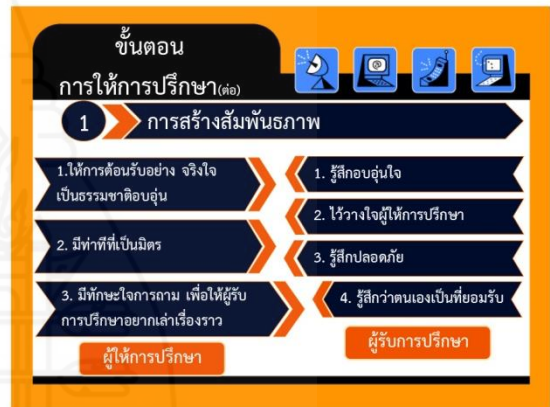 ขั้นตอน
การให้การปรึกษา(ต่อ)
1 การสร้างสัมพันธภาพ
1.ให้การต้อนรับอย่าง จริงใจ
เป็นธรรมชาติอบอุ่น
2. มีท่าทีที่เป็นมิตร
3. มีทักษะใจการถาม เพื่อให้ผู้รับ
การปรึกษาอยากเล่าเรื่องราว
ผู้ให้การปรึกษา
1. รู้สึกอบอุ่นใจ
2. ไว้วางใจผู้ให้การปรึกษา
3. รู้สึกปลอดภัย
4. รู้สึกว่าตนเองเป็นที่ยอมรับ
ผู้รับการปรึกษา